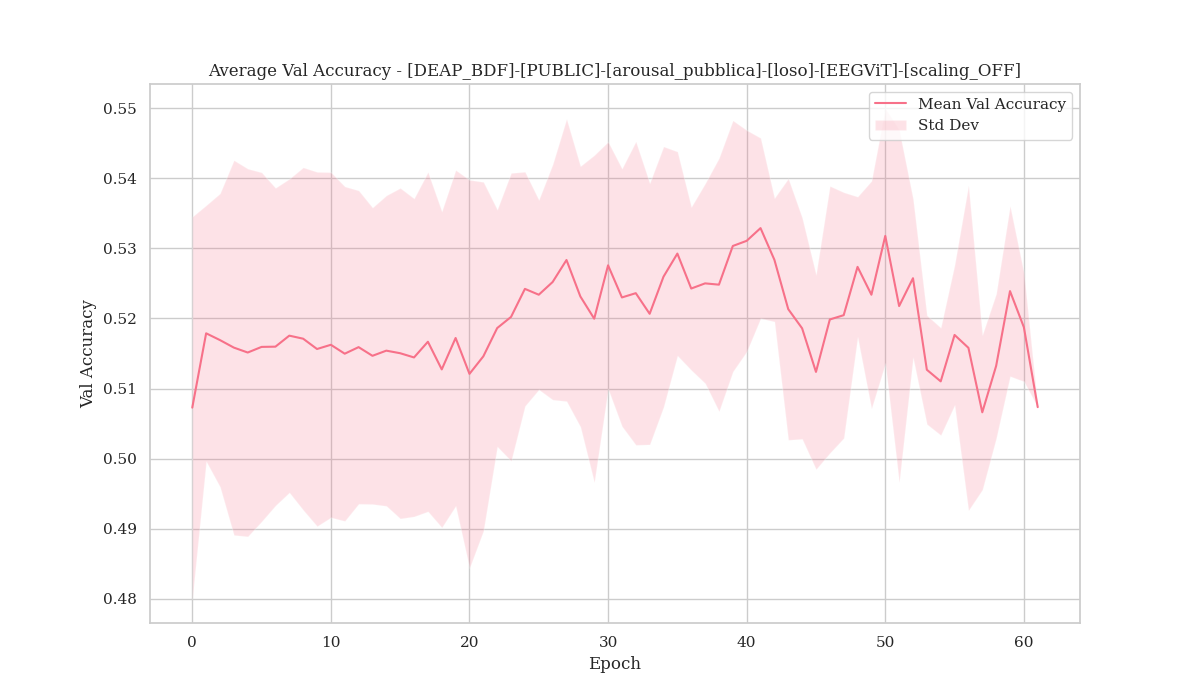 Average Val Accuracy - [DEAP_BDF]-[PUBLIC]-[arousal_pubblica]-[loso]-[EEGViT]-[scaling_OFF]
Mean Val Accuracy
Std Dev
Val Accuracy
0.55
0.54
0.53
0.52
0.51
0.50
0.49
0.48
0 10 20 30 40 50 60
Epoch